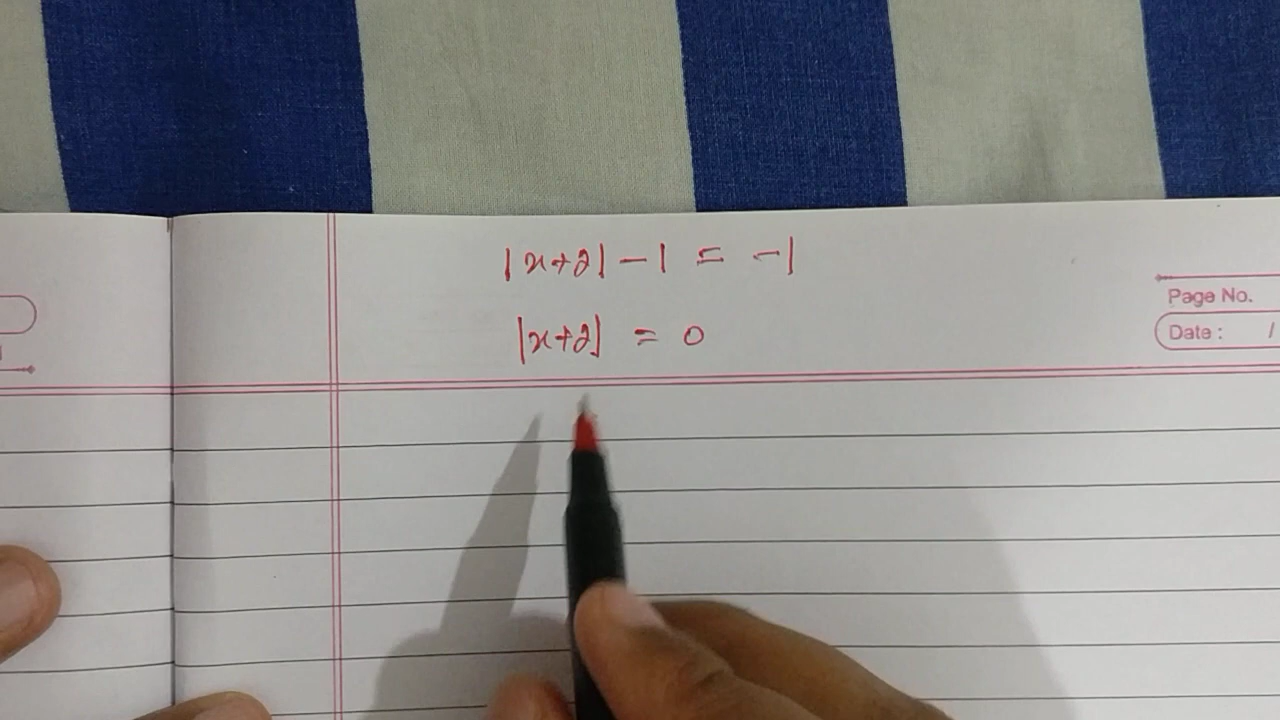 |x+2| - 1 = -1
|x+2| = 0
Page No.
Date : /